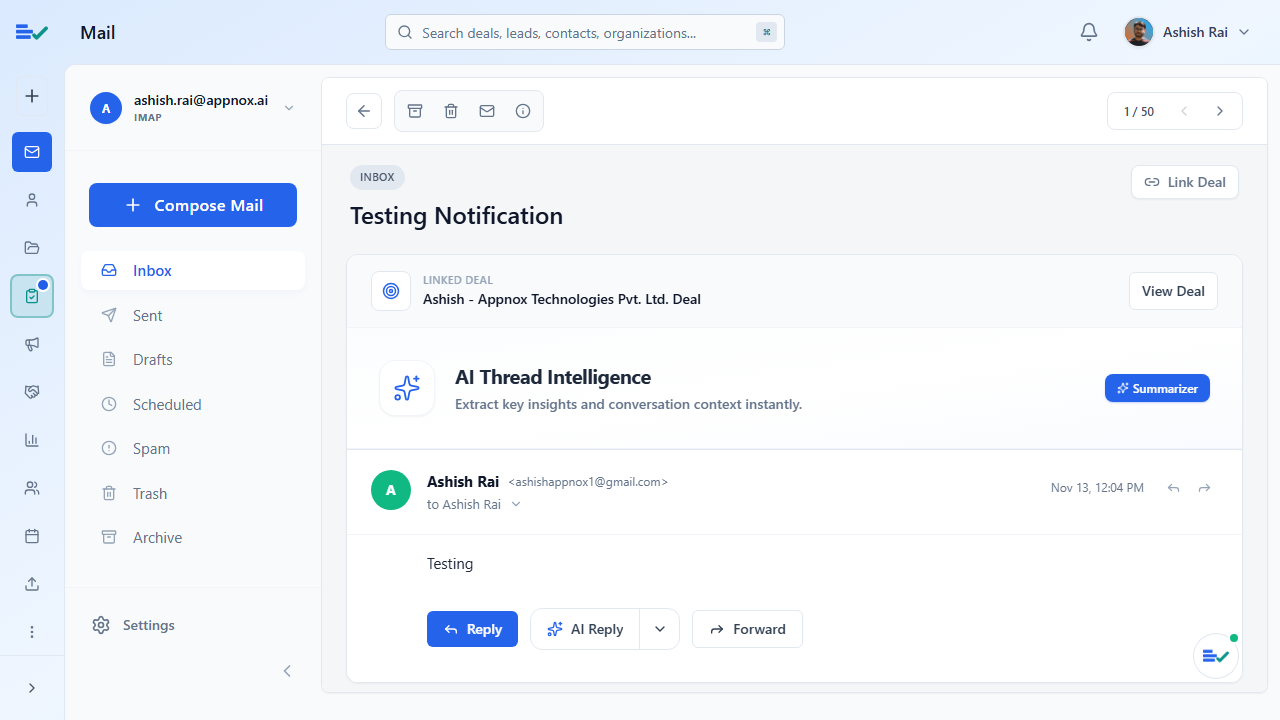 Mail
Search deals, leads, contacts, organizations...
⌘
Ashish Rai
A
ashish.rai@appnox.ai
IMAP
Compose Mail
Inbox
Sent
Drafts
Scheduled
Spam
Trash
Archive
Settings
1 / 50
INBOX
Link Deal
Testing Notification
LINKED DEAL
Ashish - Appnox Technologies Pvt. Ltd. Deal
View Deal
AI Thread Intelligence
Extract key insights and conversation context instantly.
Summarizer
A
Ashish Rai <ashishappnox1@gmail.com>
to Ashish Rai
Nov 13, 12:04 PM
Testing
Reply
AI Reply
Forward